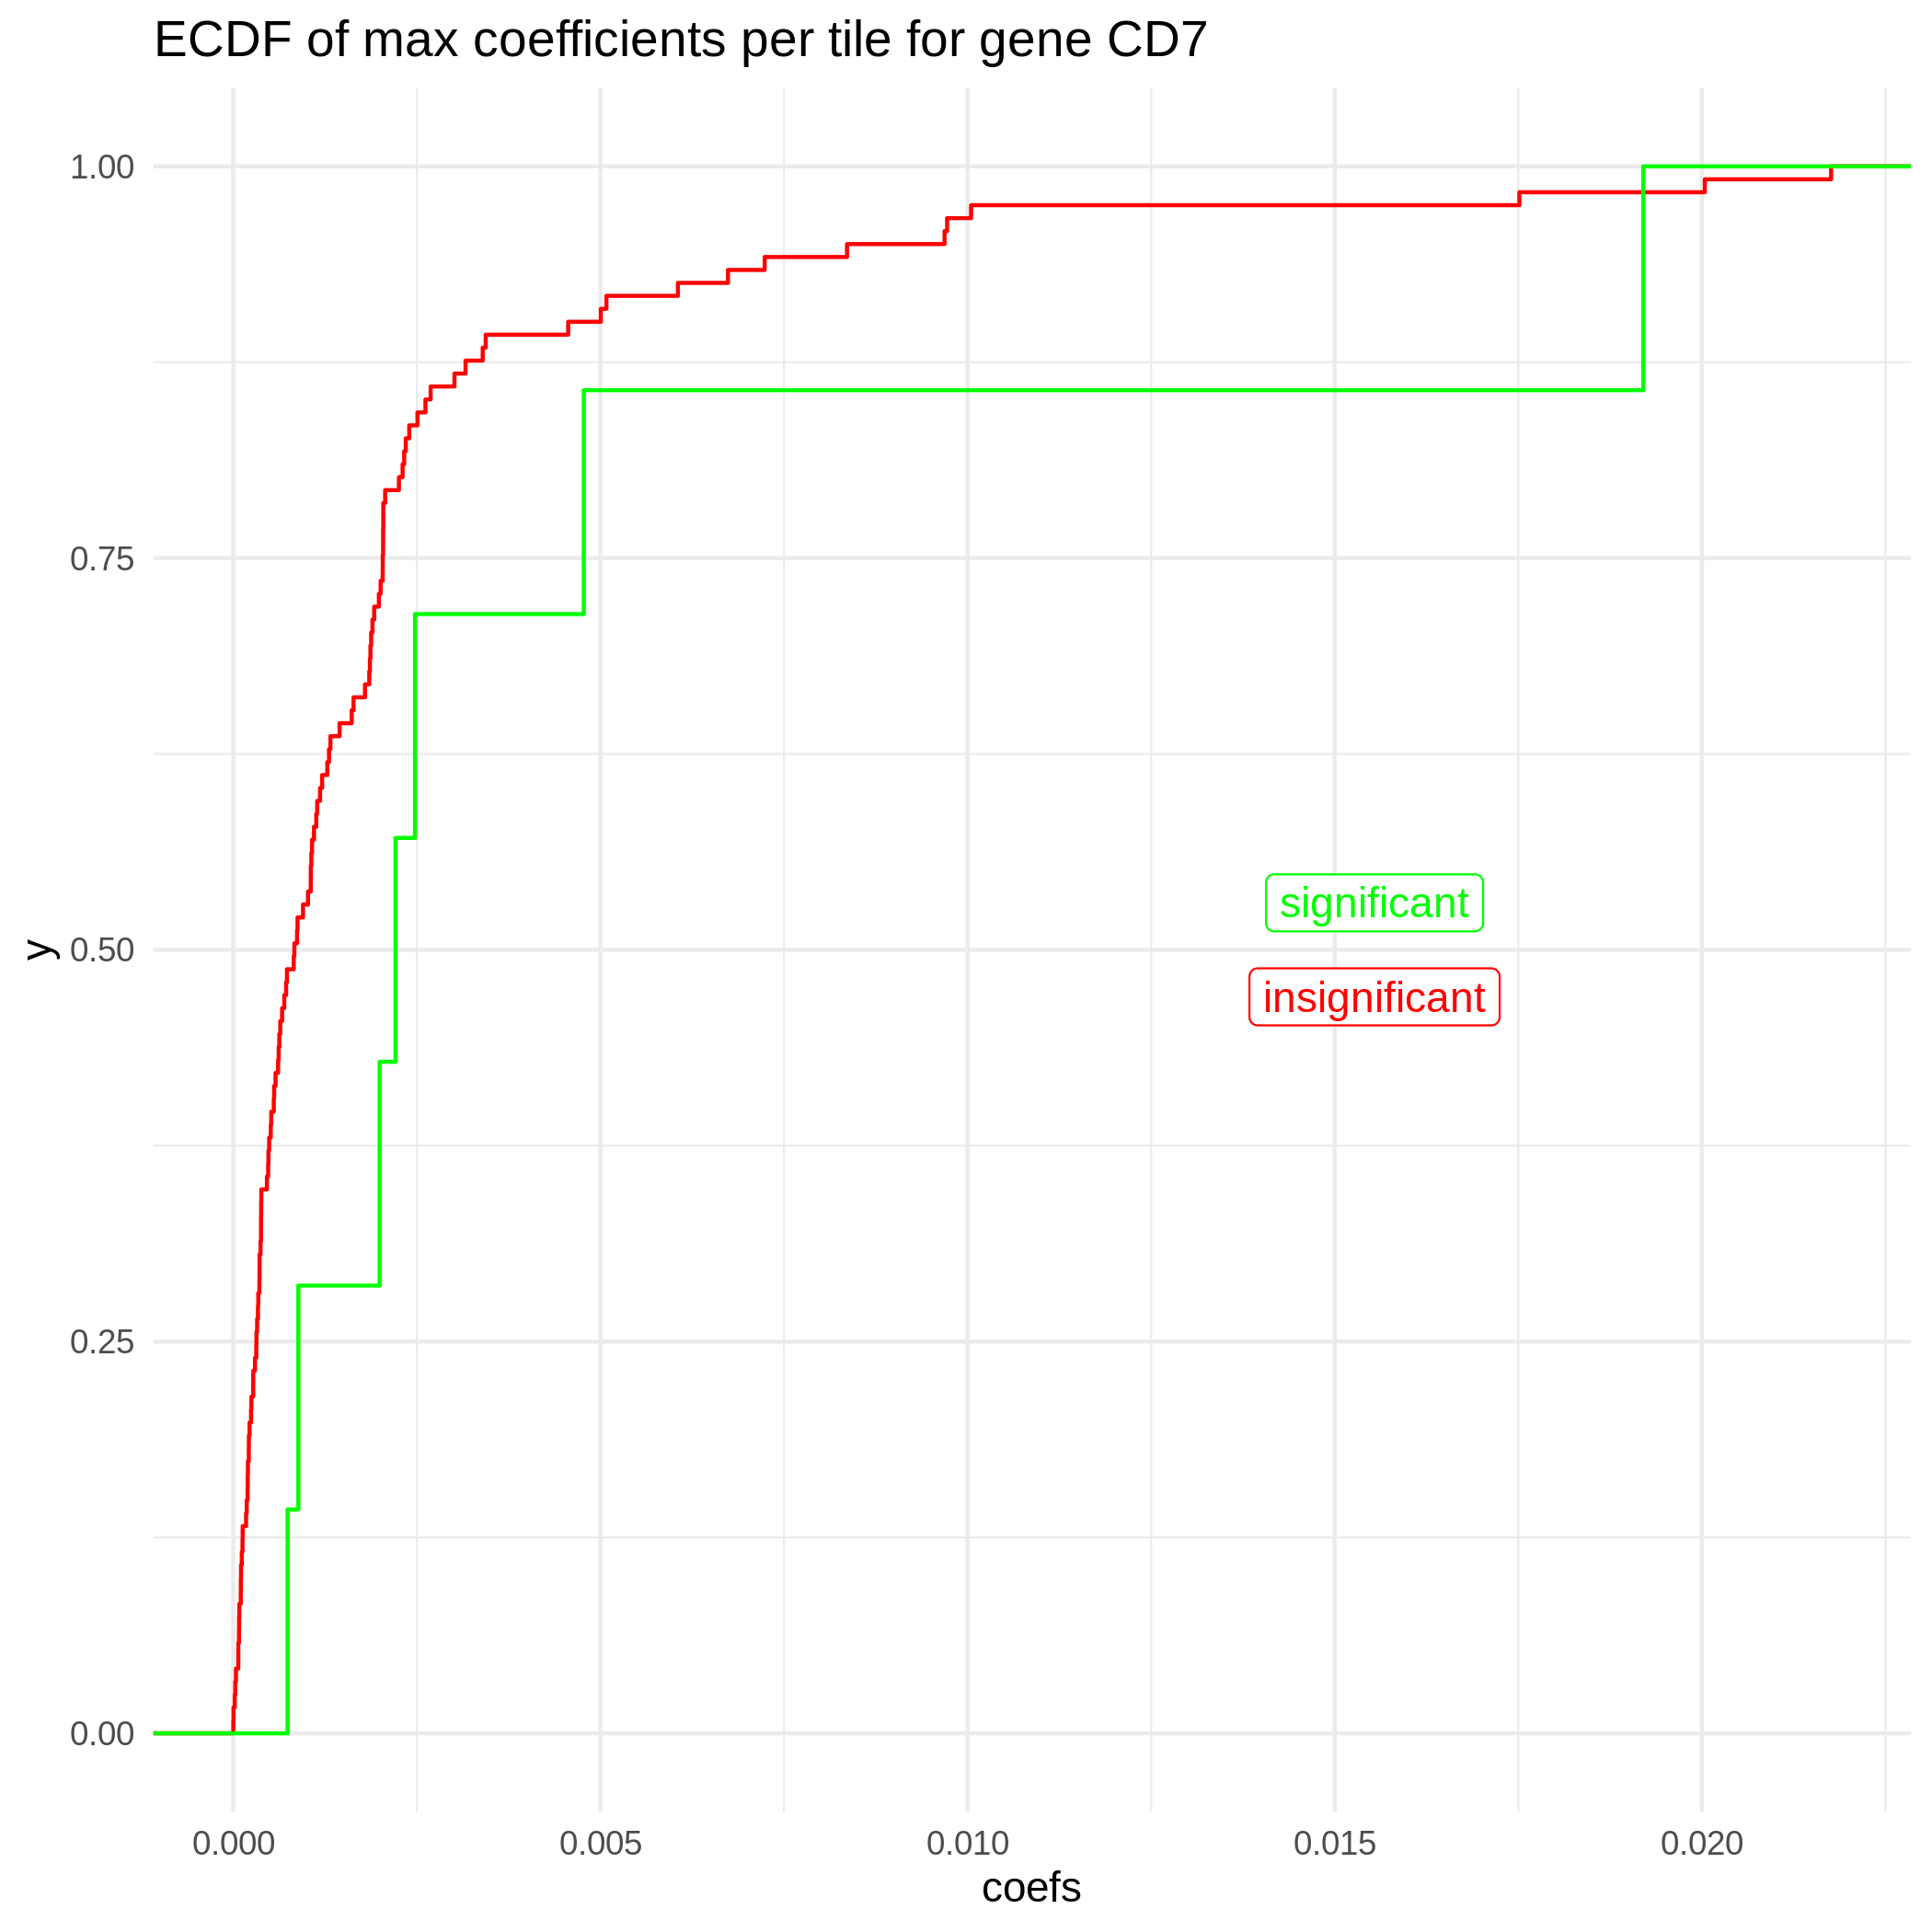 ECDF of max coefficients per tile for gene CD7
1.00
0.75
0.50
0.25
0.00
y
significant
insignificant
0.000 0.005 0.010 0.015 0.020
coefs